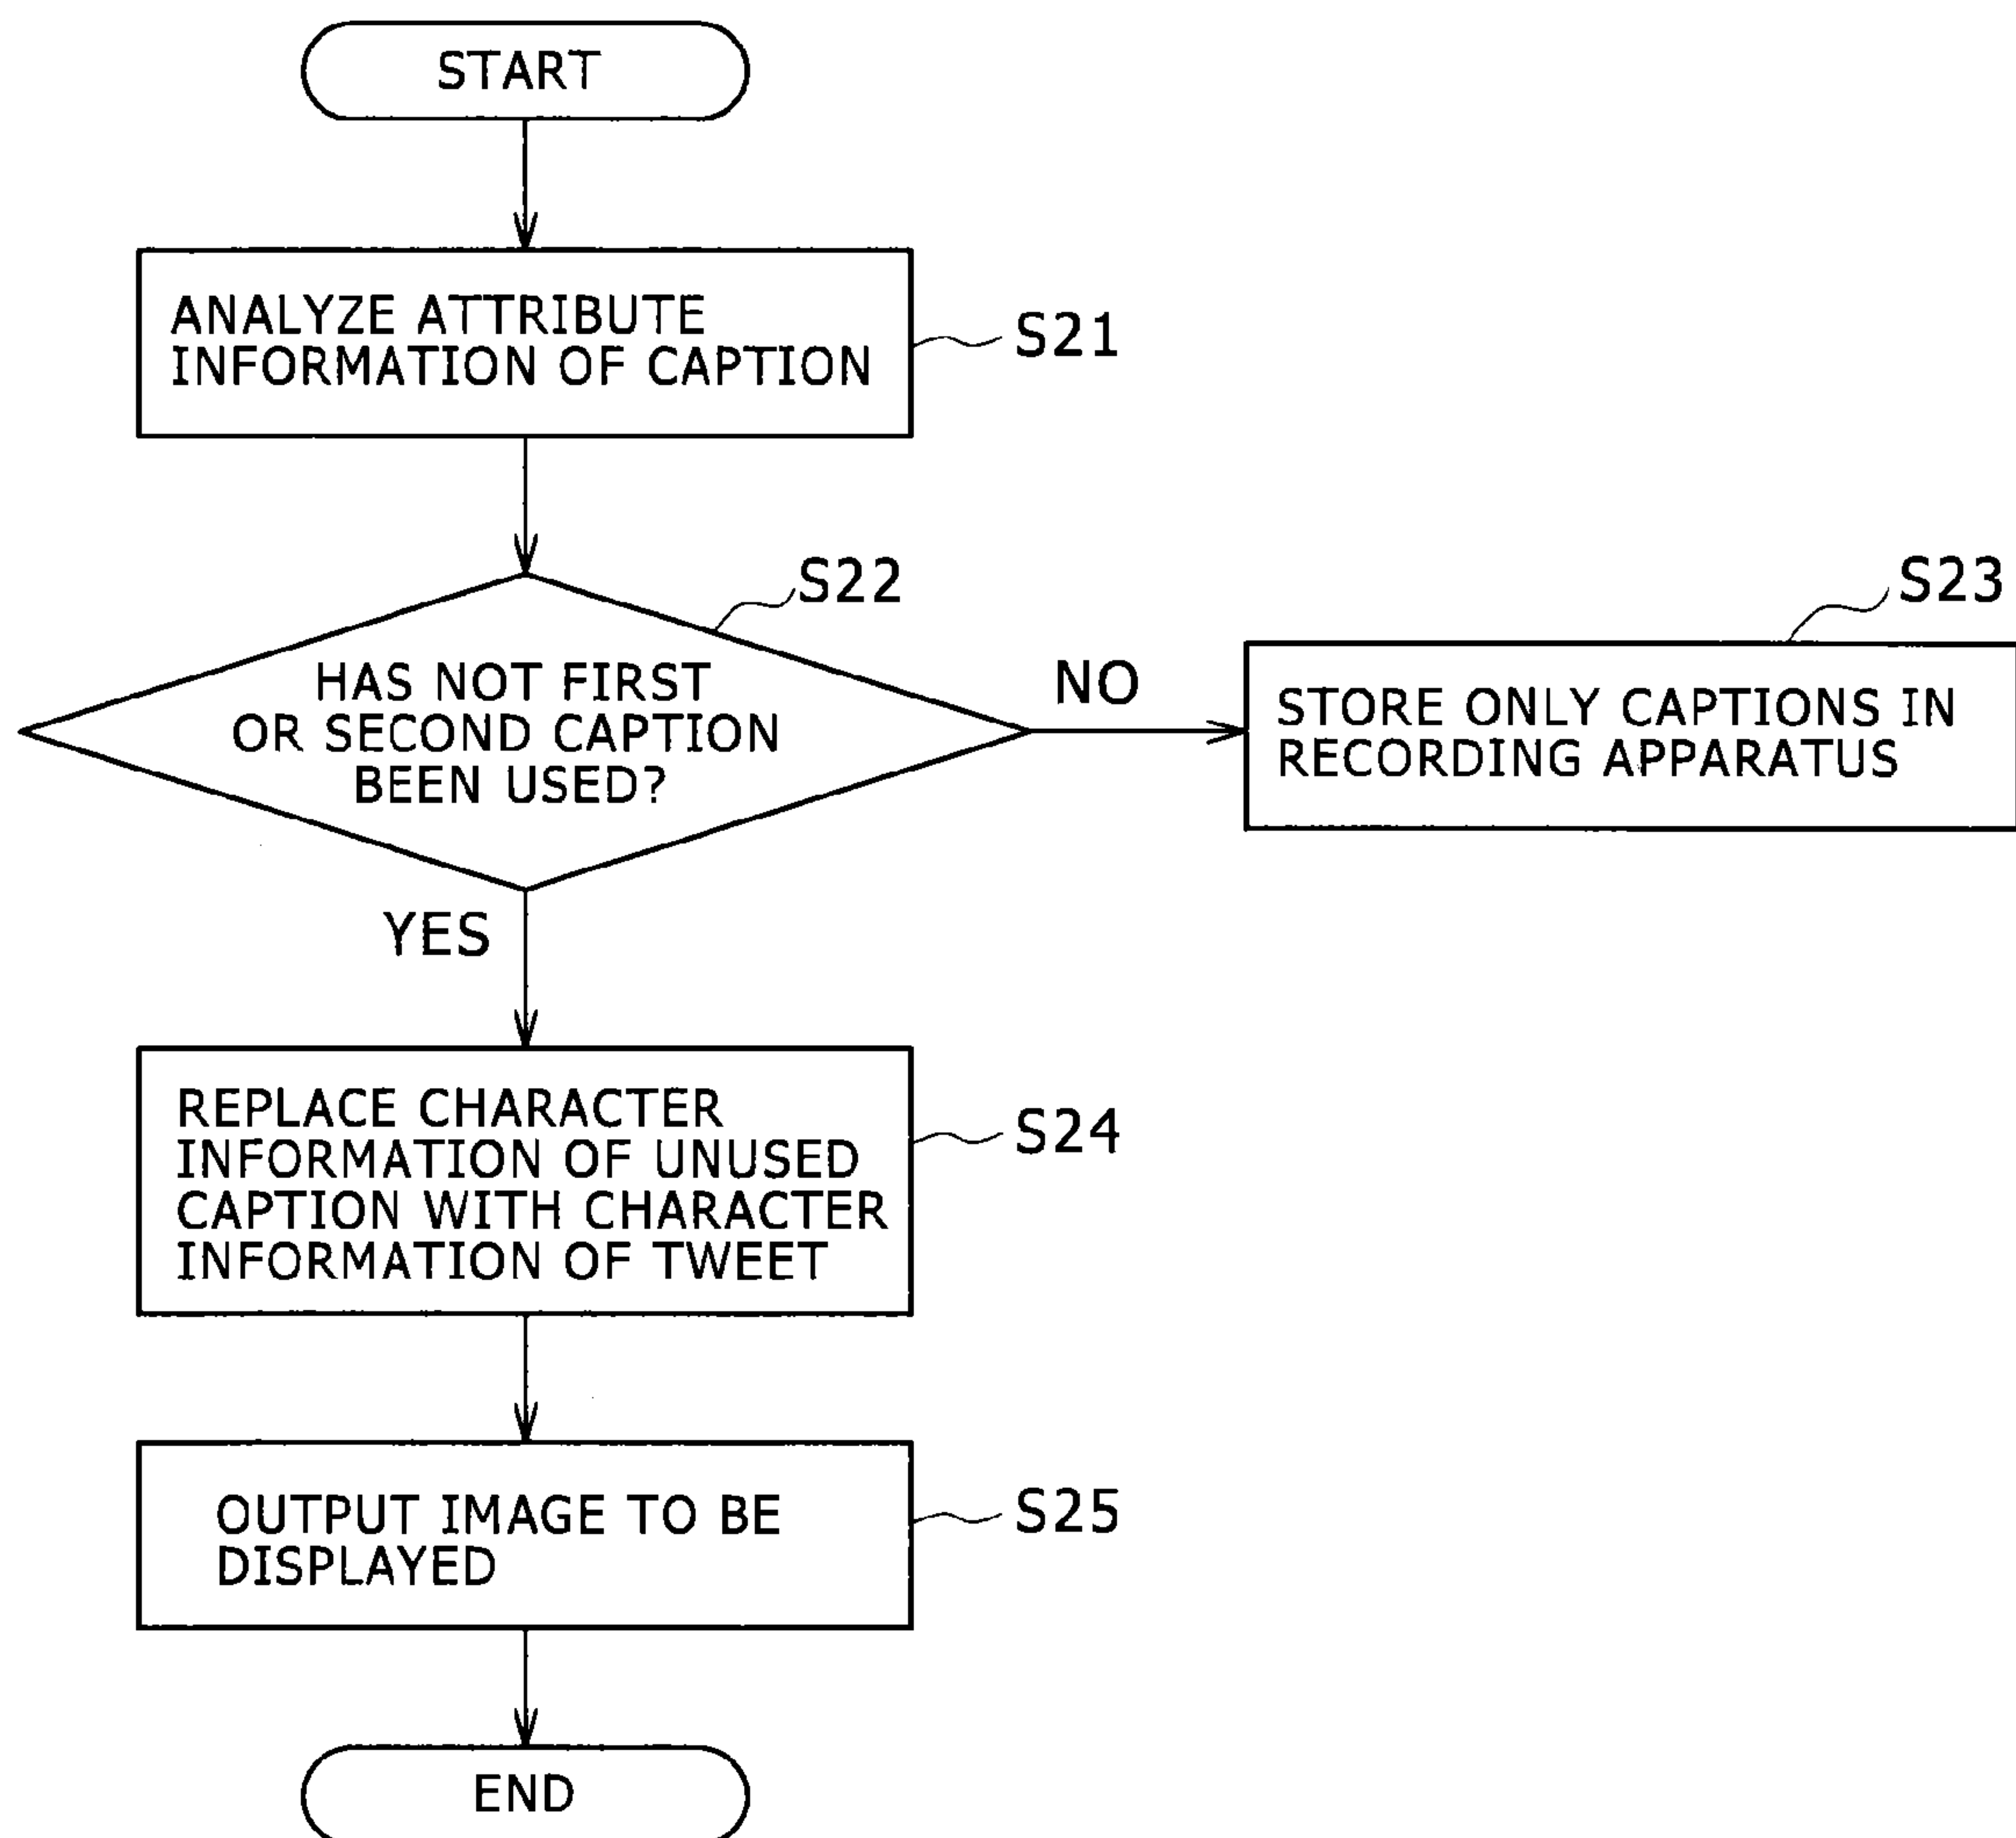 START
ANALYZE ATTRIBUTE
INFORMATION OF CAPTION
S21
S22
HAS NOT FIRST
OR SECOND CAPTION
BEEN USED?
NO
S23
STORE ONLY CAPTIONS IN
RECORDING APPARATUS
YES
REPLACE CHARACTER
INFORMATION OF UNUSED
CAPTION WITH CHARACTER
INFORMATION OF TWEET
S24
OUTPUT IMAGE TO BE
DISPLAYED
S25
END